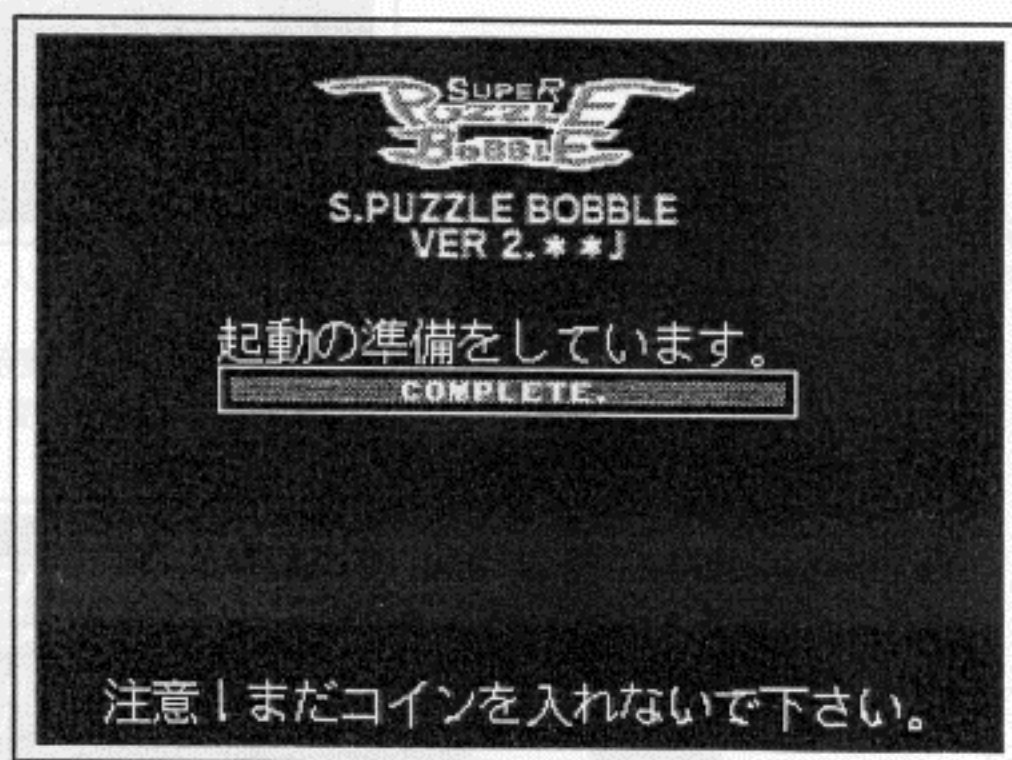 SUPER
PUZZLE
BOBBLE
S.PUZZLE BOBBLE
VER 2.**J
起動の準備をしています。
COMPLETE.
注意!まだコインを入れないで下さい。